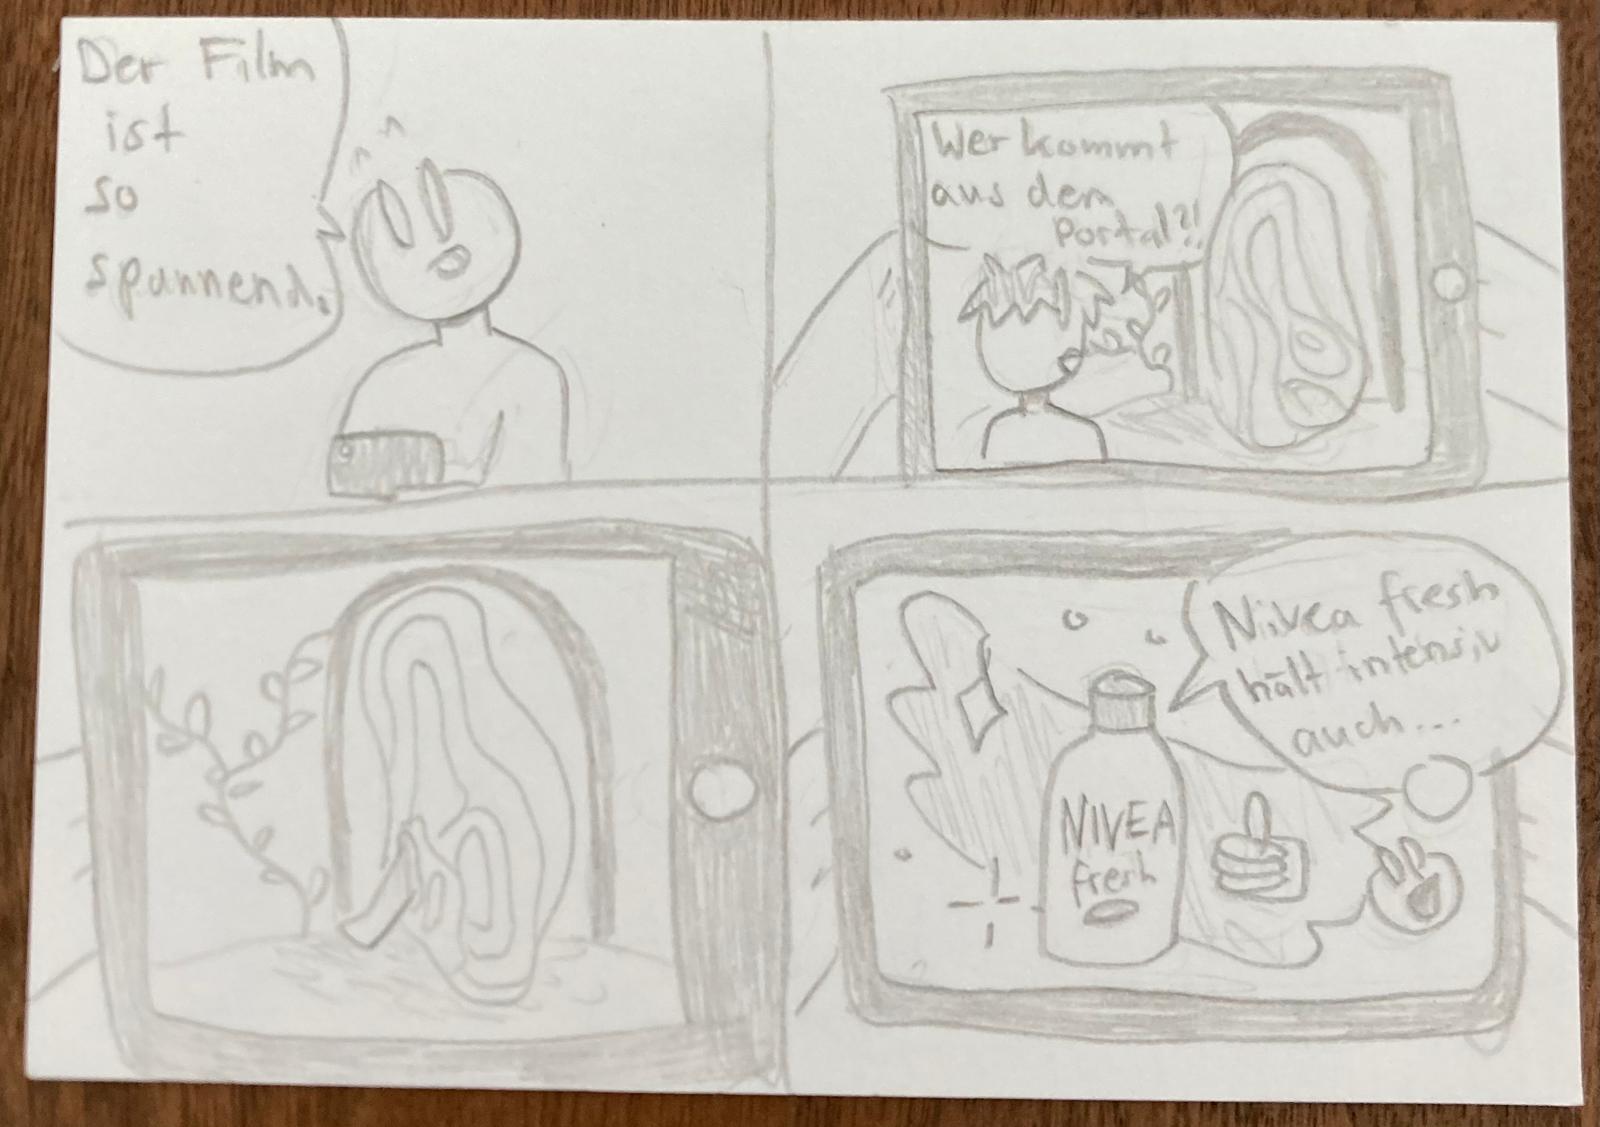 Der Film
ist
so
spannend.
Wer kommt
aus dem
Portal?!
Nivea fresh
hält intensiv
auch...
NIVEA
fresh